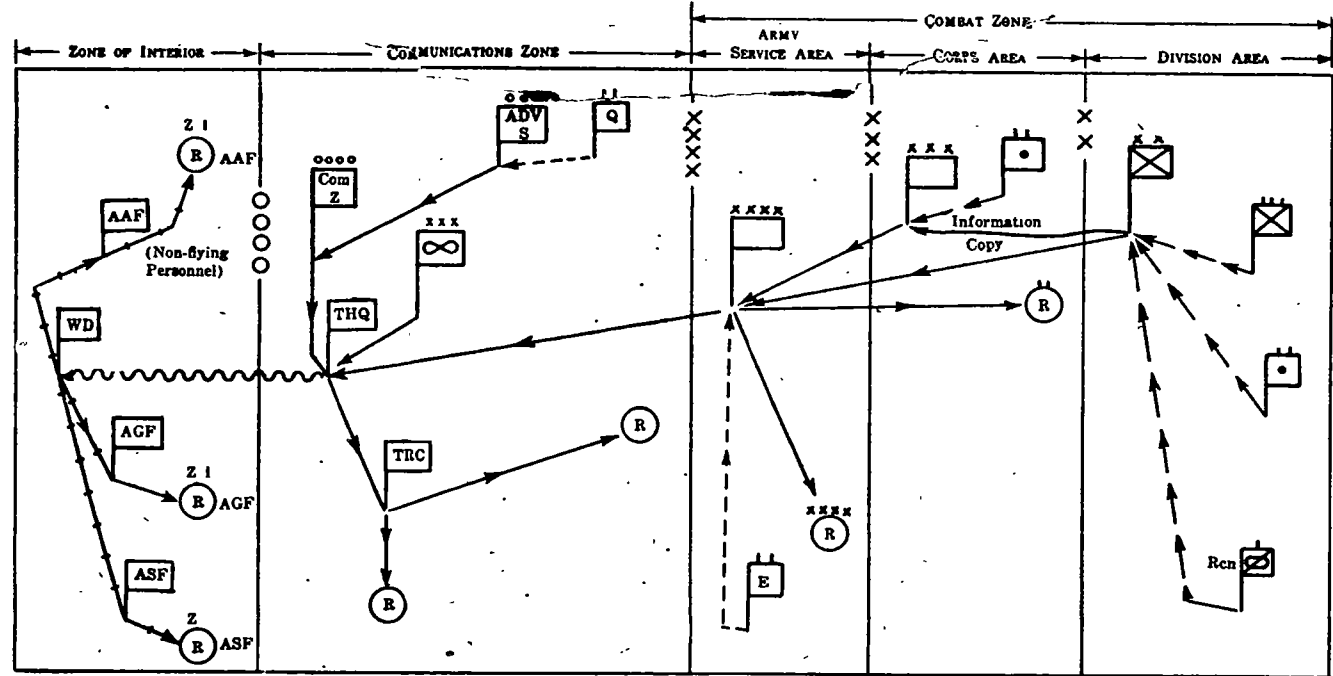 COMBAT ZONE
ZONE OF INTERIOR
COMMUNICATIONS ZONE
ARMY
SERVICE AREA
CORPS AREA
DIVISION AREA
Z I
R AAF
AAF
(Non-flying
Personnel)
WD
AGF
Z I
R AGF
ASF
Z
R ASF
Com
Z
ADV
S
Q
x x x
THQ
TRC
R
R
x x x x
x x x x
R
E
x x x
Information
Copy
R
x x
Rcn
X
X
X
X
X
X
X
X
X